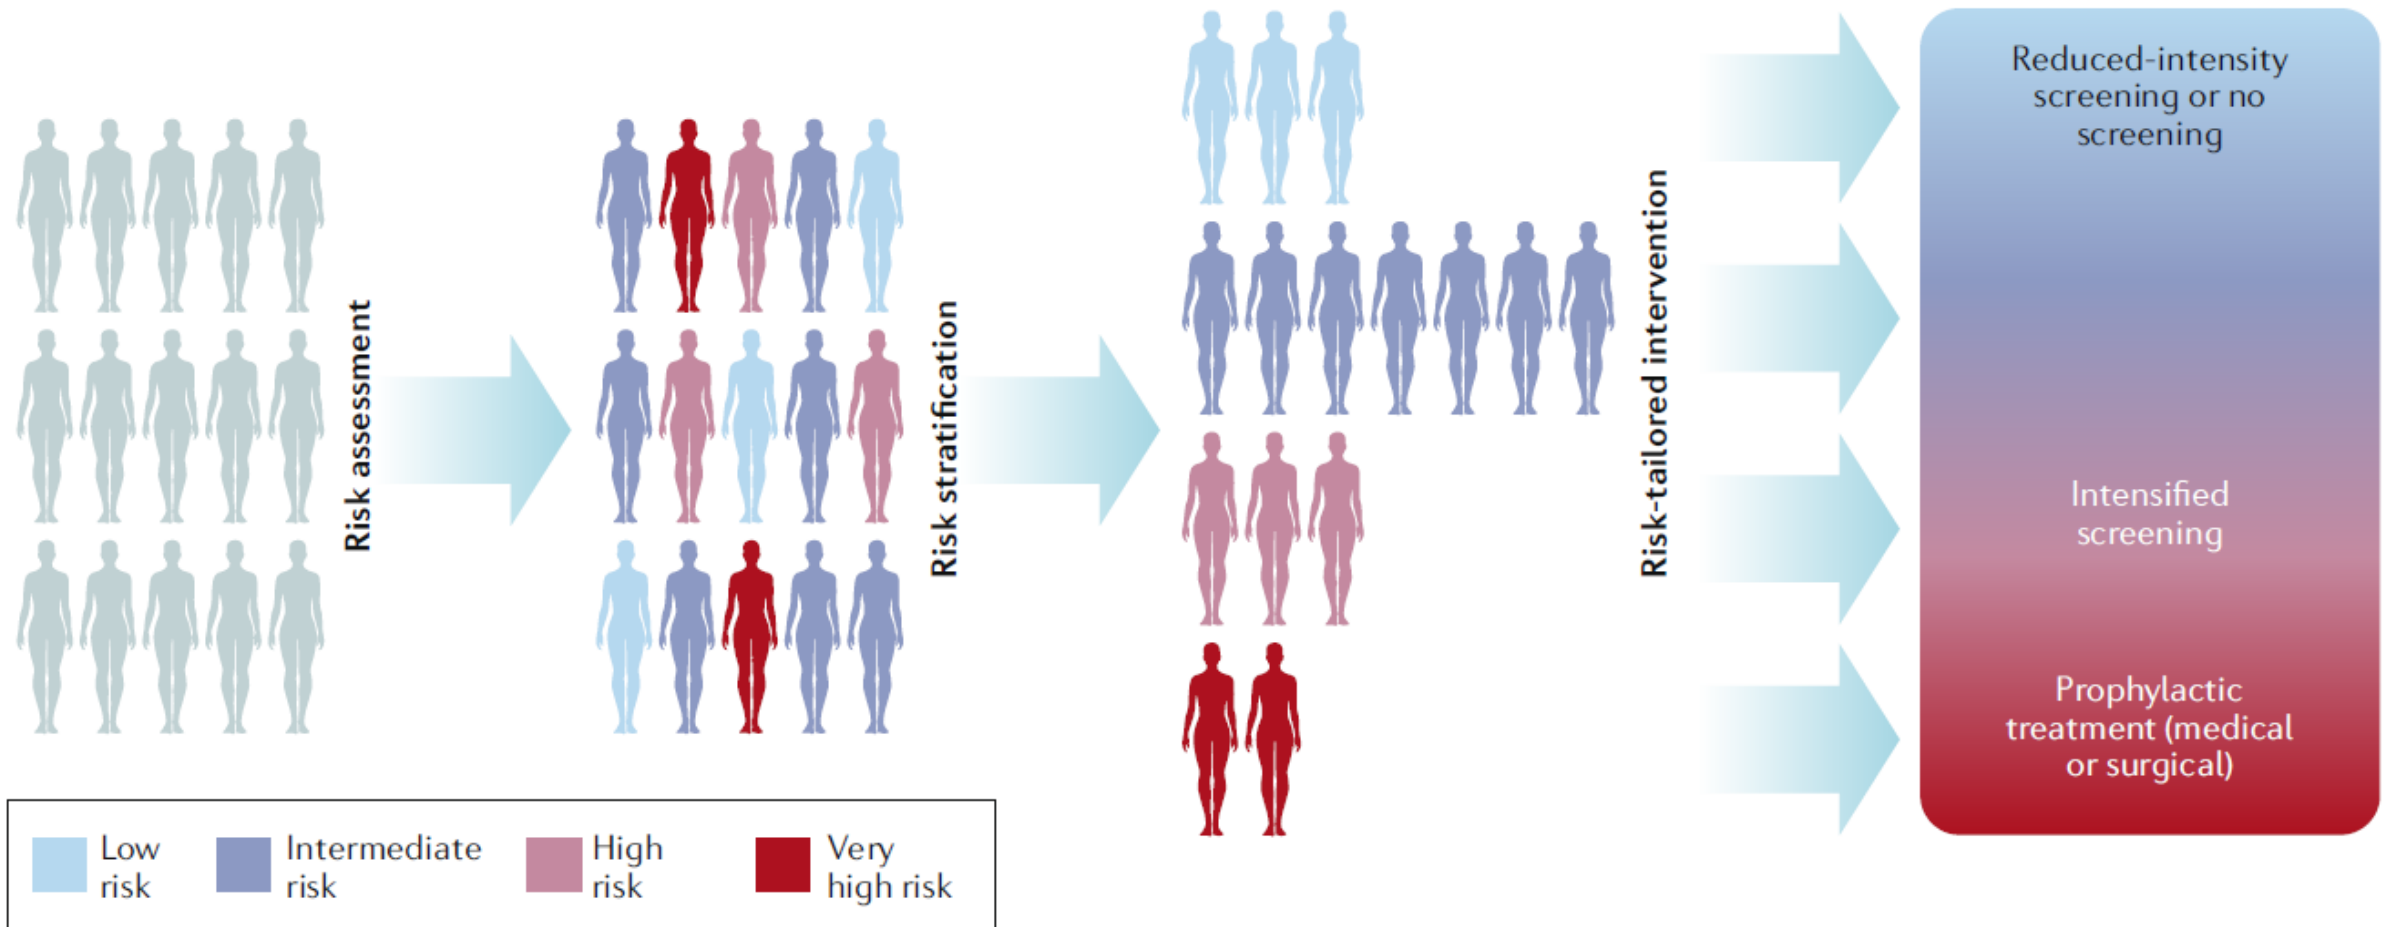 Risk assessment
Risk stratification
Risk-tailored intervention
Reduced-intensity
screening or no
screening
Intensified
screening
Prophylactic
treatment (medical
or surgical)
Low
risk
Intermediate
risk
High
risk
Very
high risk